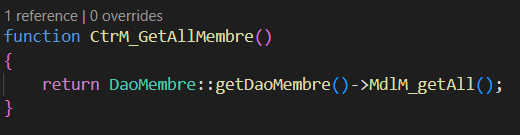 1 reference | 0 overrides
function CtrM_GetAllMembre()
{
    return DaoMembre::getDaoMembre()->MdlM_getAll();
}